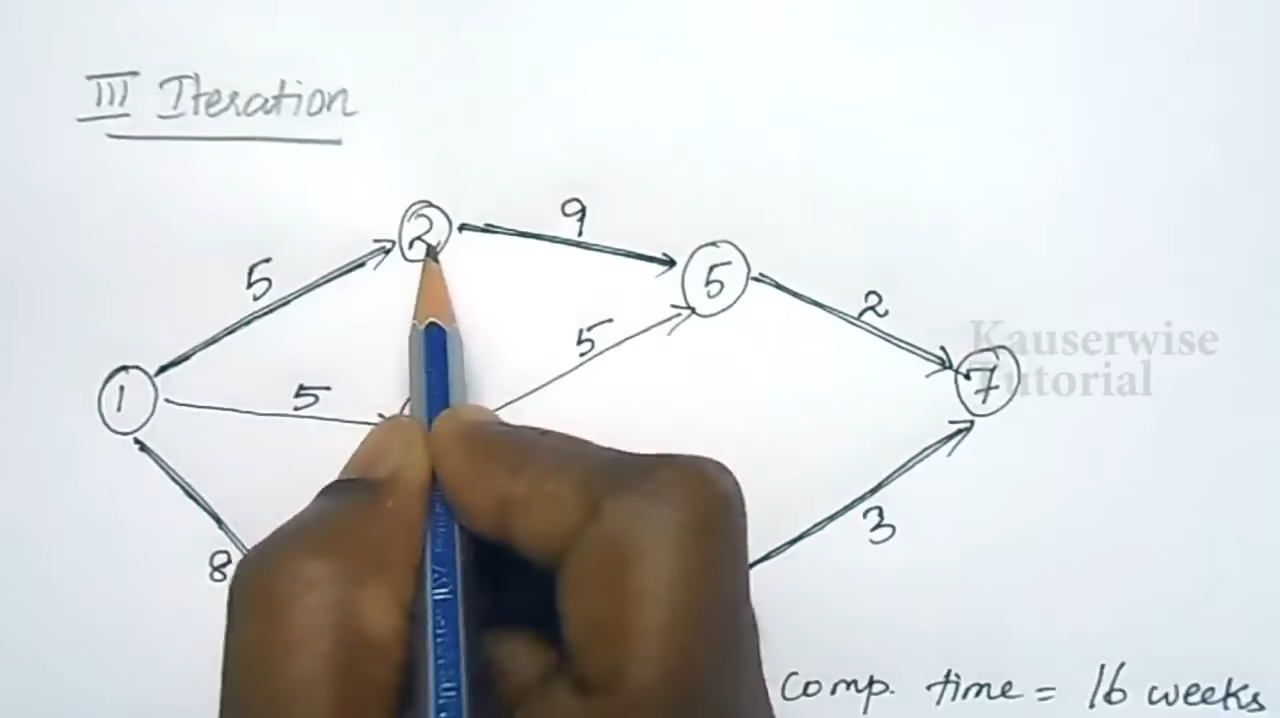 III Iteration
2
9
5
5
2
5
Kauserwise
Tutorial
1
5
7
8
3
comp. time = 16 weeks